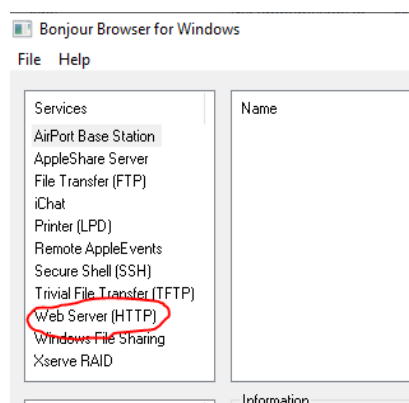 Bonjour Browser for Windows
File Help
Services
Name
AirPort Base Station
AppleShare Server
File Transfer (FTP)
iChat
Printer (LPD)
Remote AppleEvents
Secure Shell (SSH)
Trivial File Transfer (TFTP)
Web Server (HTTP)
Windows File Sharing
Xserve RAID
Information